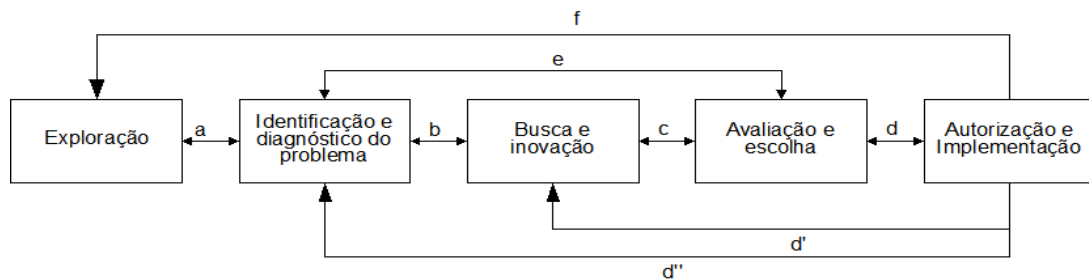 f
e
Exploração
a
Identificação e
diagnóstico do
problema
b
Busca e
inovação
c
Avaliação e
escolha
d
Autorização e
Implementação
d'
d''